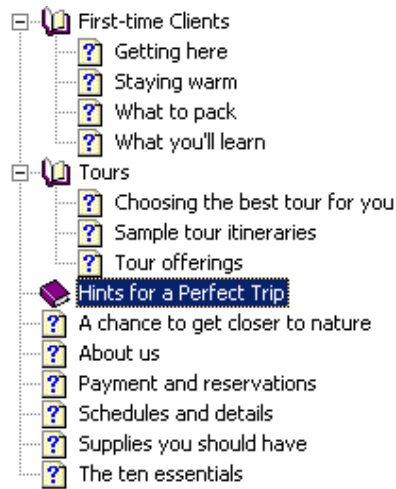 First-time Clients
Getting here
Staying warm
What to pack
What you'll learn
Tours
Choosing the best tour for you
Sample tour itineraries
Tour offerings
Hints for a Perfect Trip
A chance to get closer to nature
About us
Payment and reservations
Schedules and details
Supplies you should have
The ten essentials